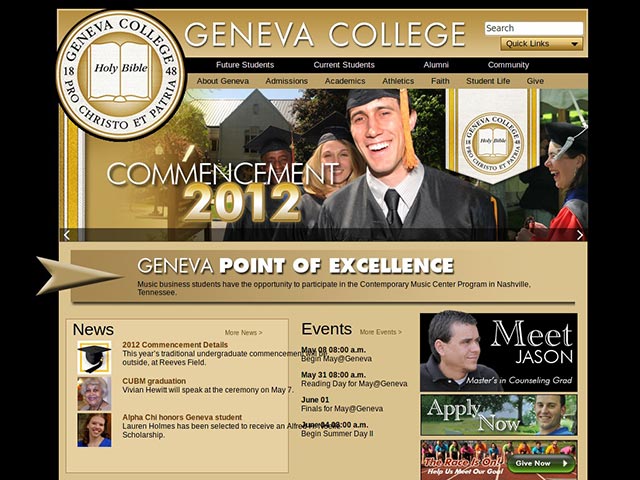 GENEVA COLLEGE
Holy Bible
18 48
PRO CHRISTO ET PATRIA
GENEVA COLLEGE
Search
Quick Links
Future Students Current Students Alumni Community
About Geneva Admissions Academics Athletics Faith Student Life Give
COMMENCEMENT
2012
GENEVA COLLEGE
Holy Bible
PRO CHRISTO ET PATRIA
GENEVA POINT OF EXCELLENCE
Music business students have the opportunity to participate in the Contemporary Music Center Program in Nashville,
Tennessee.
News More News >
2012 Commencement Details
This year's traditional undergraduate commencement will be
outside, at Reeves Field.
CUBM graduation
Vivian Hewitt will speak at the ceremony on May 7.
Alpha Chi honors Geneva student
Lauren Holmes has been selected to receive an Alfred H.
Scholarship.
Events More Events >
May 08 08:00 a.m.
Begin May@Geneva
May 31 08:00 a.m.
Reading Day for May@Geneva
June 01
Finals for May@Geneva
June 04 08:00 a.m.
Begin Summer Day II
Meet
JASON
Master's in Counseling Grad
Apply
Now
The Race Is On!
Help Us Meet Our Goal
Give Now